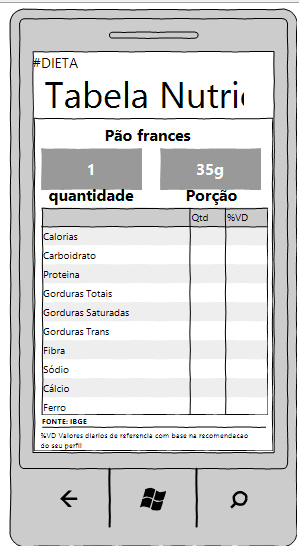 #DIETA
Tabela Nutri
Pão frances
1 35g
quantidade Porção
Qtd %VD
Calorias
Carboidrato
Proteina
Gorduras Totais
Gorduras Saturadas
Gorduras Trans
Fibra
Sódio
Cálcio
Ferro
FONTE: IBGE
%VD Valores diarios de referencia com base na recomendacao
do seu perfil